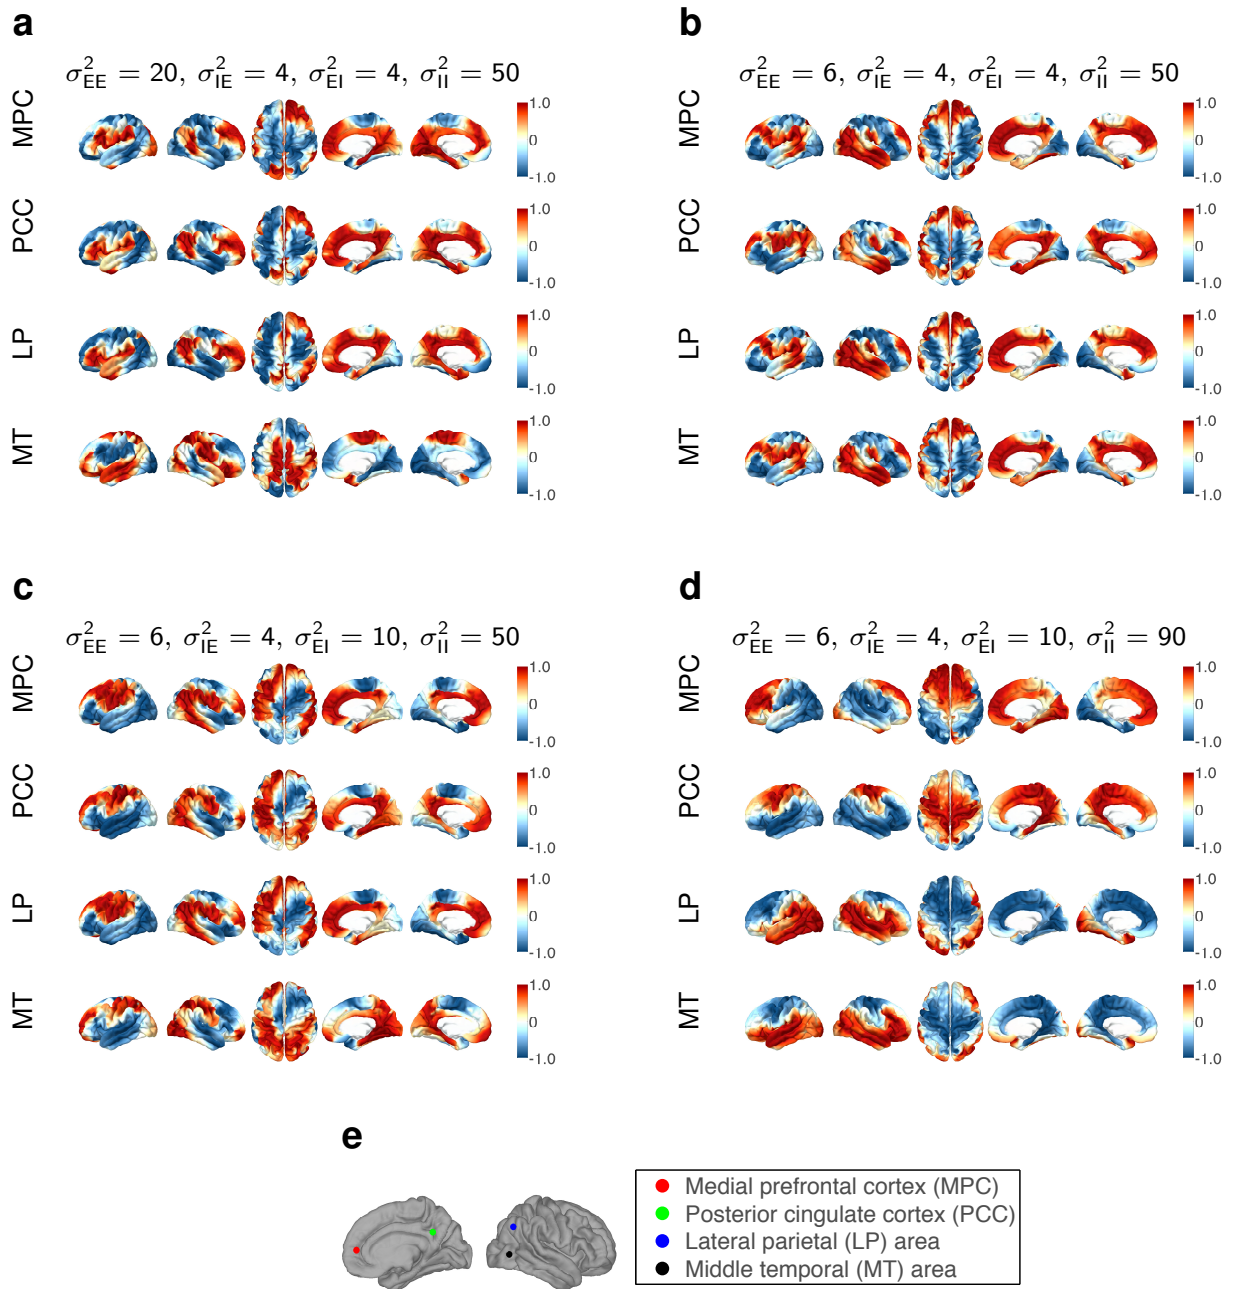 a
σ²EE = 20, σ²IE = 4, σ²EI = 4, σ²II = 50
MPC
1.0
0
-1.0
PCC
1.0
0
-1.0
LP
1.0
0
-1.0
MT
1.0
0
-1.0
b
σ²EE = 6, σ²IE = 4, σ²EI = 4, σ²II = 50
MPC
1.0
0
-1.0
PCC
1.0
0
-1.0
LP
1.0
0
-1.0
MT
1.0
0
-1.0
c
σ²EE = 6, σ²IE = 4, σ²EI = 10, σ²II = 50
MPC
1.0
0
-1.0
PCC
1.0
0
-1.0
LP
1.0
0
-1.0
MT
1.0
0
-1.0
d
σ²EE = 6, σ²IE = 4, σ²EI = 10, σ²II = 90
MPC
1.0
0
-1.0
PCC
1.0
0
-1.0
LP
1.0
0
-1.0
MT
1.0
0
-1.0
e
Medial prefrontal cortex (MPC)
Posterior cingulate cortex (PCC)
Lateral parietal (LP) area
Middle temporal (MT) area